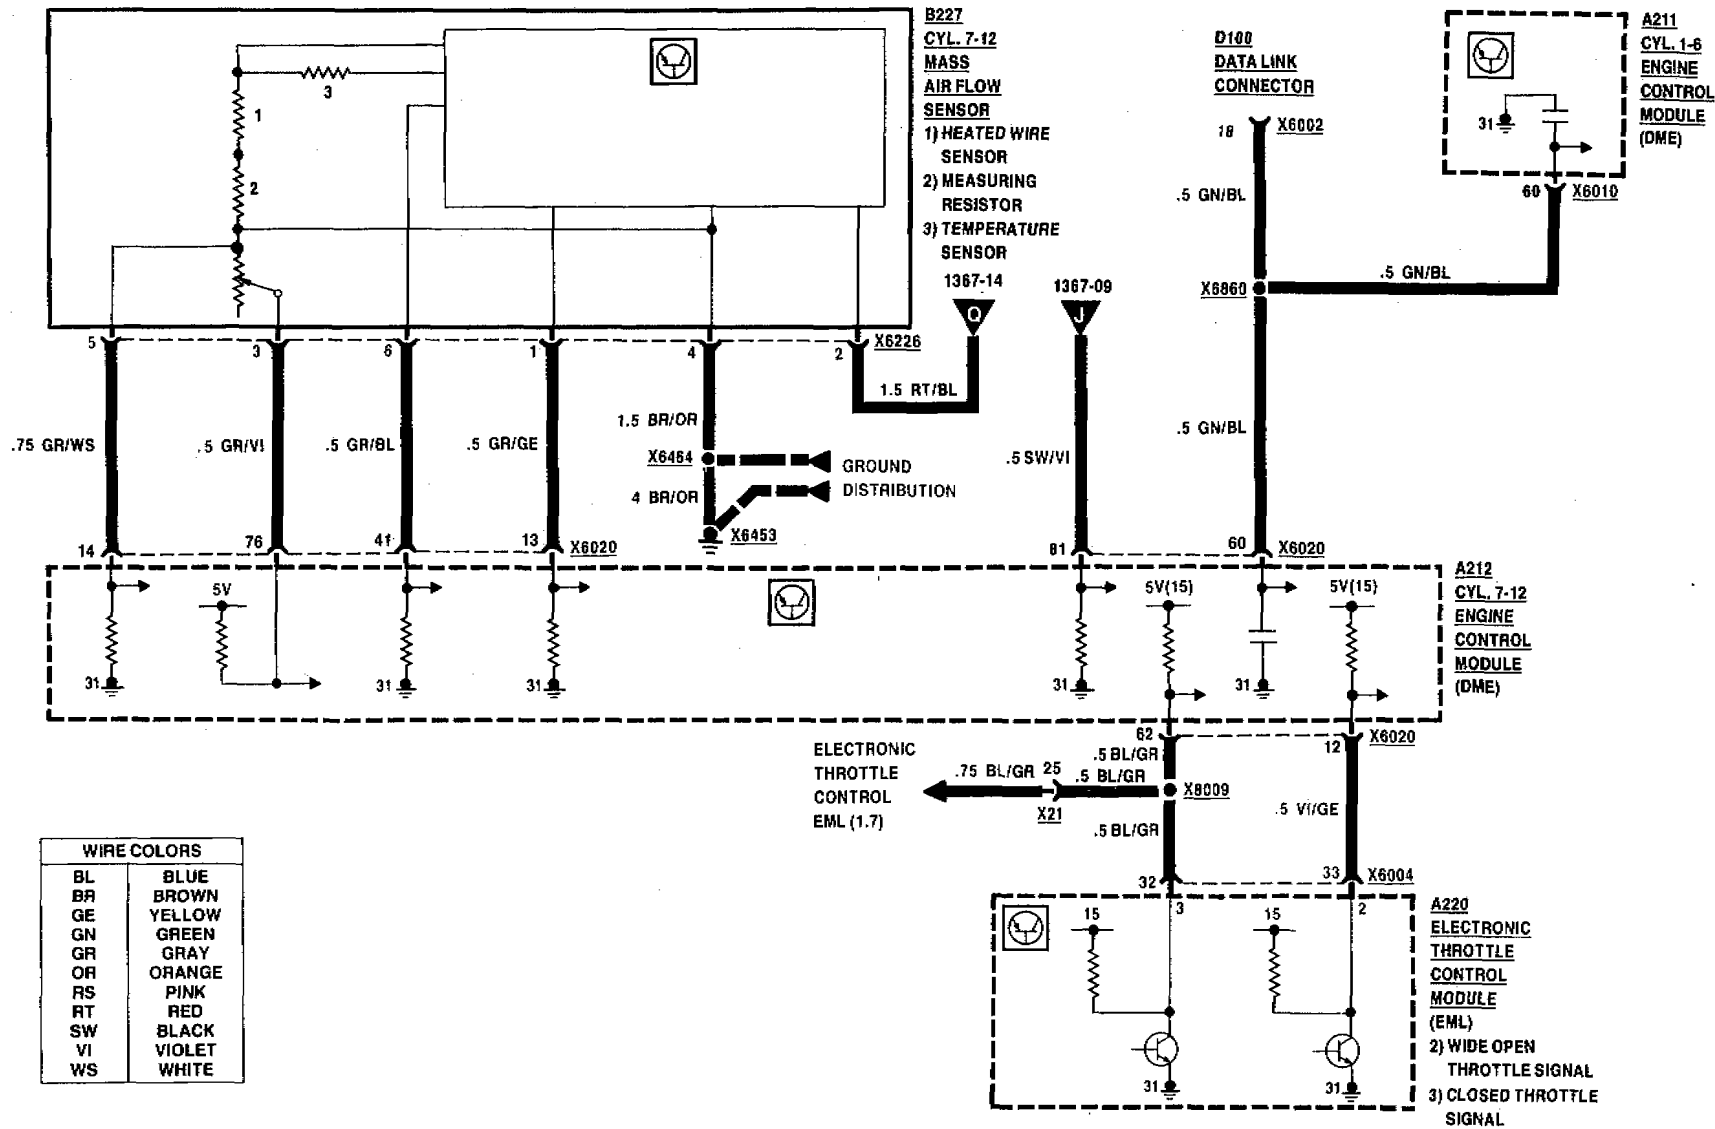 B227
CYL. 7-12
MASS
AIR FLOW
SENSOR
1) HEATED WIRE
SENSOR
2) MEASURING
RESISTOR
3) TEMPERATURE
SENSOR
3
1
2
D100
DATA LINK
CONNECTOR
18
X6002
A211
CYL. 1-6
ENGINE
CONTROL
MODULE
(DME)
31
60
X6010
.5 GN/BL
.5 GN/BL
X6860
1367-14
Q
1367-09
J
5
3
6
1
4
2
X6226
1.5 RT/BL
1.5 BR/OR
.75 GR/WS
.5 GR/VI
.5 GR/BL
.5 GR/GE
.5 GN/BL
.5 SW/VI
X6464
GROUND
DISTRIBUTION
4 BR/OR
X6453
14
76
41
13
X6020
81
60
X6020
A212
CYL. 7-12
ENGINE
CONTROL
MODULE
(DME)
5V
5V(15)
5V(15)
31
31
31
31
31
62
12
X6020
ELECTRONIC
THROTTLE
CONTROL
EML (1.7)
.5 BL/GR
.75 BL/GR
25
.5 BL/GR
X8009
X21
.5 BL/GR
.5 VI/GE
32
33
X6004
3
2
15
15
31
31
A220
ELECTRONIC
THROTTLE
CONTROL
MODULE
(EML)
2) WIDE OPEN
THROTTLE SIGNAL
3) CLOSED THROTTLE
SIGNAL
WIRE COLORS
BL BLUE
BR BROWN
GE YELLOW
GN GREEN
GR GRAY
OR ORANGE
RS PINK
RT RED
SW BLACK
VI VIOLET
WS WHITE